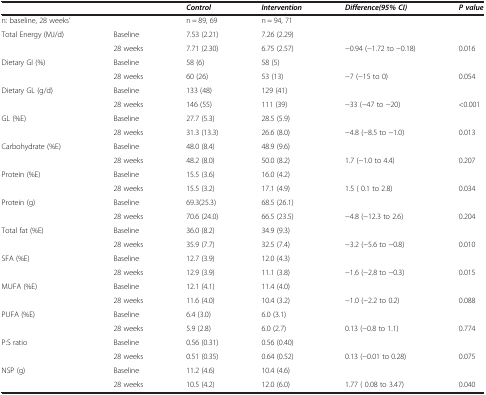 Control Intervention Difference(95% CI) P value
n: baseline, 28 weeks' n = 89, 69 n = 94, 71
Total Energy (MJ/d) Baseline 7.53 (2.21) 7.26 (2.29)
28 weeks 7.71 (2.30) 6.75 (2.57) −0.94 (−1.72 to −0.18) 0.016
Dietary GI (%) Baseline 58 (6) 58 (5)
28 weeks 60 (26) 53 (13) −7 (−15 to 0) 0.054
Dietary GL (g/d) Baseline 133 (48) 129 (41)
28 weeks 146 (55) 111 (39) −33 (−47 to −20) <0.001
GL (%E) Baseline 27.7 (5.3) 28.5 (5.9)
28 weeks 31.3 (13.3) 26.6 (8.0) −4.8 (−8.5 to −1.0) 0.013
Carbohydrate (%E) Baseline 48.0 (8.4) 48.9 (9.6)
28 weeks 48.2 (8.0) 50.0 (8.2) 1.7 (−1.0 to 4.4) 0.207
Protein (%E) Baseline 15.5 (3.6) 16.0 (4.2)
28 weeks 15.5 (3.2) 17.1 (4.9) 1.5 ( 0.1 to 2.8) 0.034
Protein (g) Baseline 69.3(25.3) 68.5 (26.1)
28 weeks 70.6 (24.0) 66.5 (23.5) −4.8 (−12.3 to 2.6) 0.204
Total fat (%E) Baseline 36.0 (8.2) 34.9 (9.3)
28 weeks 35.9 (7.7) 32.5 (7.4) −3.2 (−5.6 to −0.8) 0.010
SFA (%E) Baseline 12.7 (3.9) 12.0 (4.3)
28 weeks 12.9 (3.9) 11.1 (3.8) −1.6 (−2.8 to −0.3) 0.015
MUFA (%E) Baseline 12.1 (4.1) 11.4 (4.0)
28 weeks 11.6 (4.0) 10.4 (3.2) −1.0 (−2.2 to 0.2) 0.088
PUFA (%E) Baseline 6.4 (3.0) 6.0 (3.1)
28 weeks 5.9 (2.8) 6.0 (2.7) 0.13 (−0.8 to 1.1) 0.774
P:S ratio Baseline 0.56 (0.31) 0.56 (0.40)
28 weeks 0.51 (0.35) 0.64 (0.52) 0.13 (−0.01 to 0.28) 0.075
NSP (g) Baseline 11.2 (4.6) 10.4 (4.6)
28 weeks 10.5 (4.2) 12.0 (6.0) 1.77 ( 0.08 to 3.47) 0.040